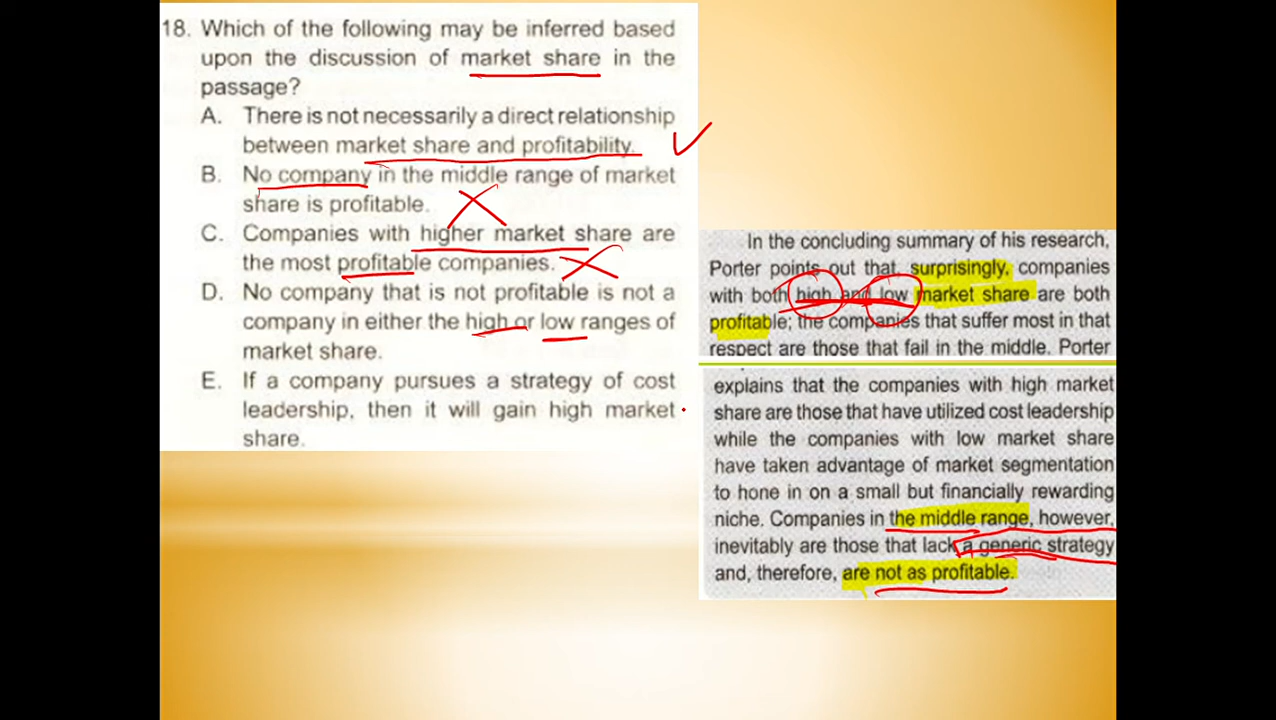 18. Which of the following may be inferred based
upon the discussion of market share in the
passage?
A. There is not necessarily a direct relationship
between market share and profitability.
B. No company in the middle range of market
share is profitable.
C. Companies with higher market share are
the most profitable companies.
D. No company that is not profitable is not a
company in either the high or low ranges of
market share.
E. If a company pursues a strategy of cost
leadership, then it will gain high market
share.
In the concluding summary of his research,
Porter points out that, surprisingly, companies
with both high and low market share are both
profitable; the companies that suffer most in that
respect are those that fail in the middle. Porter
explains that the companies with high market
share are those that have utilized cost leadership
while the companies with low market share
have taken advantage of market segmentation
to hone in on a small but financially rewarding
niche. Companies in the middle range, however,
inevitably are those that lack a generic strategy
and, therefore, are not as profitable.